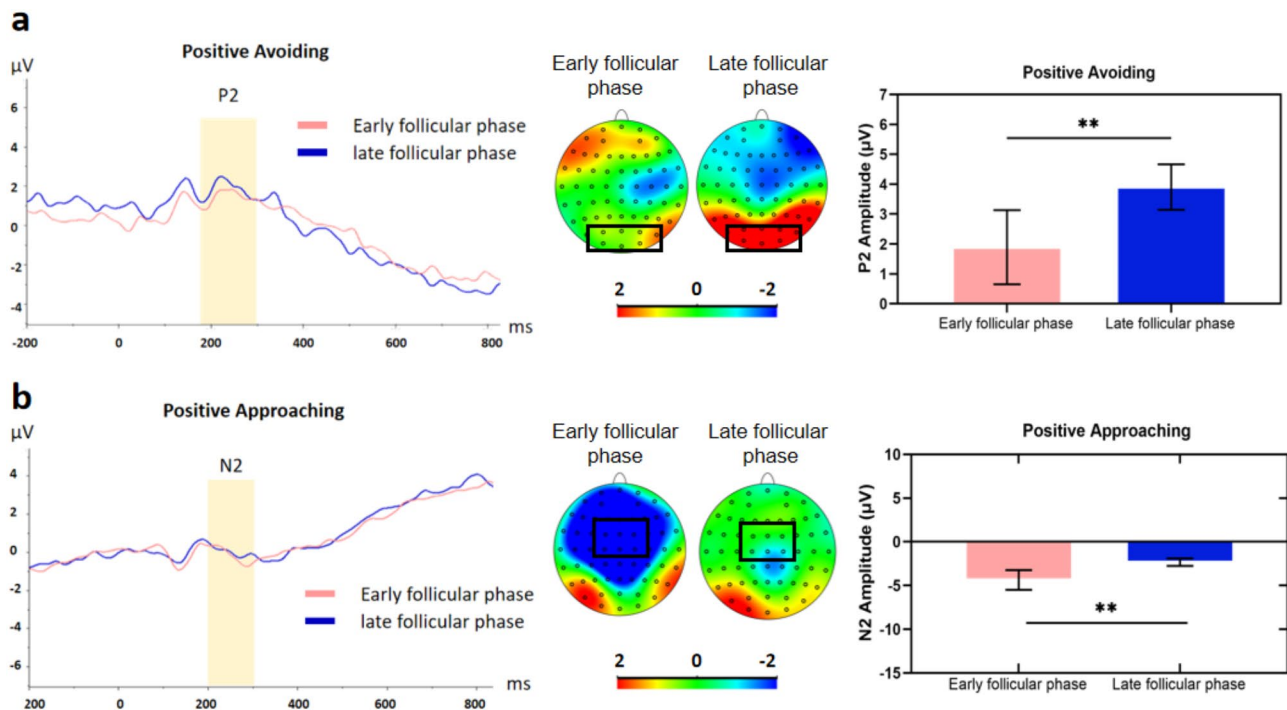 a
Positive Avoiding
µV
P2
6
4
2
0
-2
-4
Early follicular phase
late follicular phase
ms
-200 0 200 400 600 800
Early follicular phase
Late follicular phase
2 0 -2
Positive Avoiding
P2 Amplitude (µV)
7
6
5
4
3
2
1
0
**
Early follicular phase Late follicular phase
b
Positive Approaching
µV
N2
4
2
0
-2
-4
-6
Early follicular phase
late follicular phase
ms
-200 0 200 400 600 800
Early follicular phase
Late follicular phase
2 0 -2
Positive Approaching
N2 Amplitude (µV)
10
5
0
-5
-10
-15
**
Early follicular phase Late follicular phase